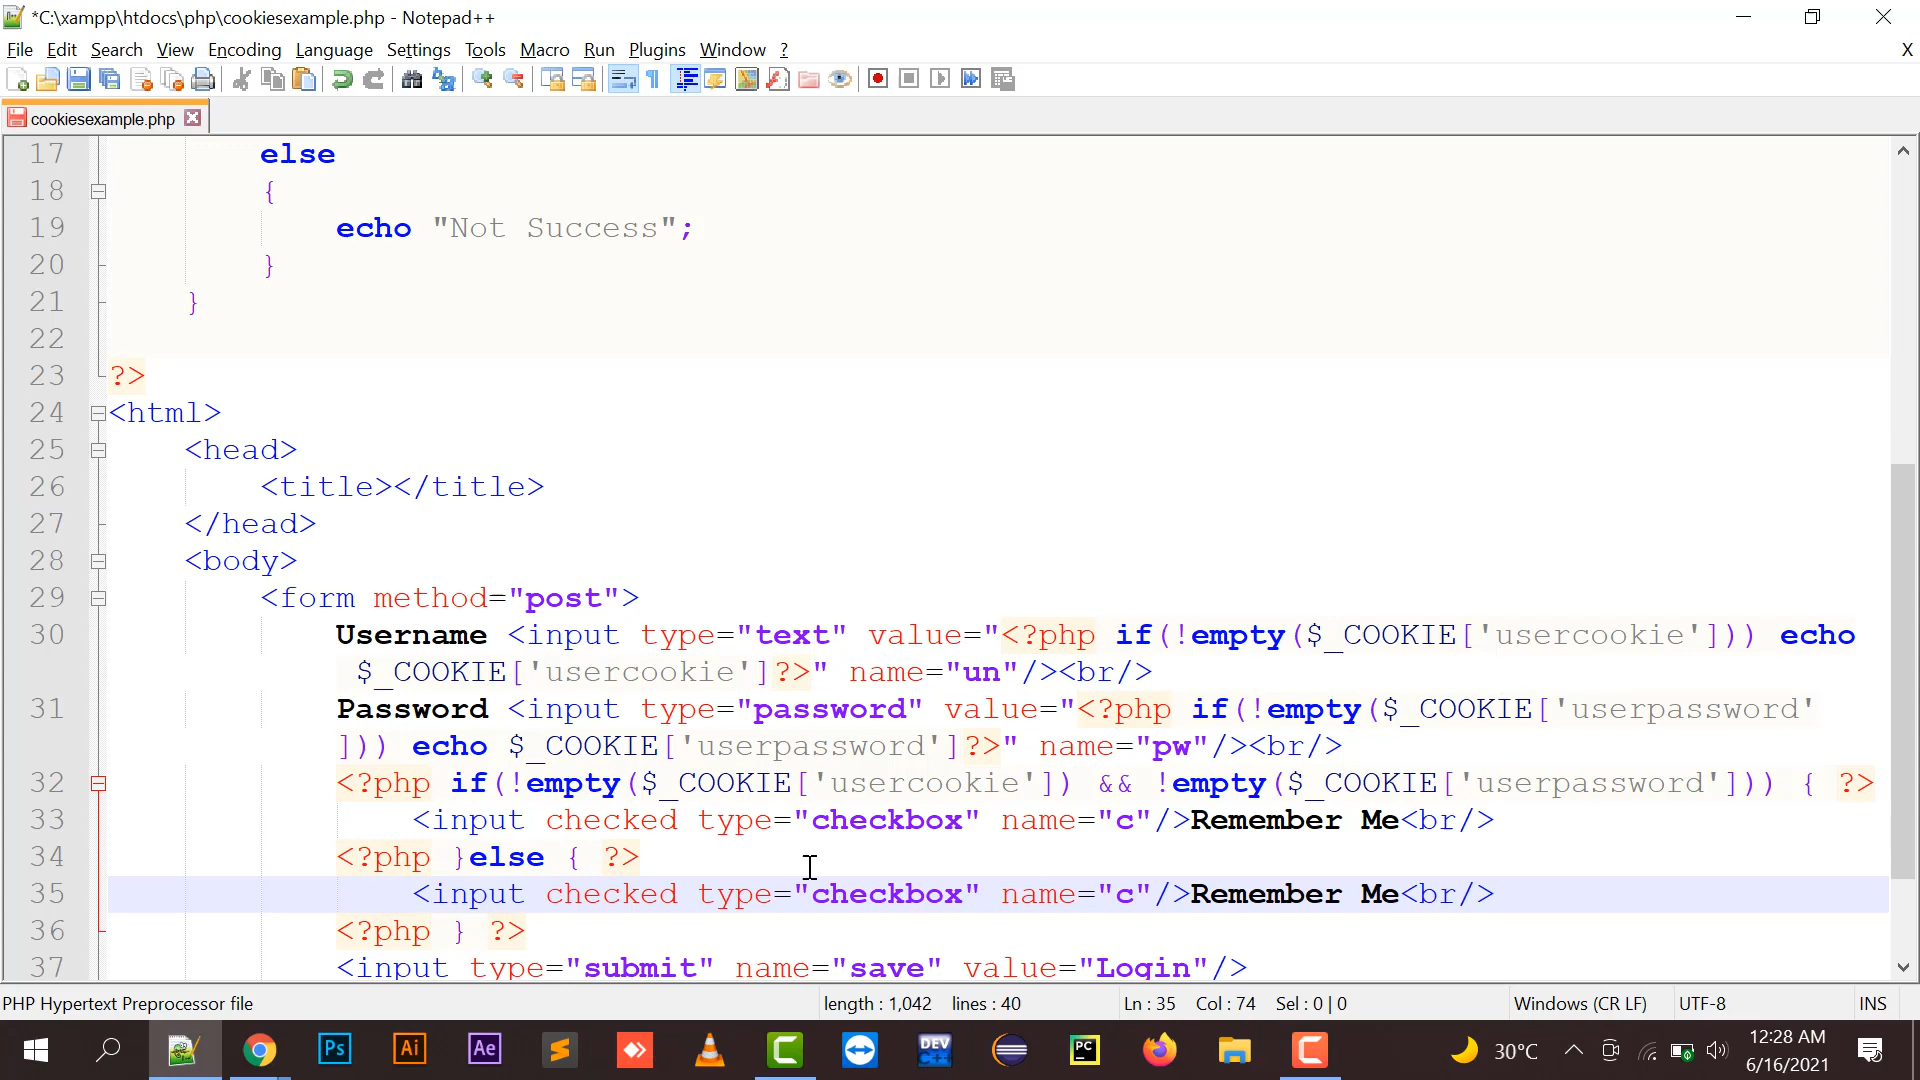 *C:\xampp\htdocs\php\cookiesexample.php - Notepad++
File Edit Search View Encoding Language Settings Tools Macro Run Plugins Window ? X
cookiesexample.php
17 else
18 {
19 echo "Not Success";
20 }
21 }
22
23 ?>
24 <html>
25 <head>
26 <title></title>
27 </head>
28 <body>
29 <form method="post">
30 Username <input type="text" value="<?php if(!empty($_COOKIE['usercookie'])) echo
$_COOKIE['usercookie']?>" name="un"/><br/>
31 Password <input type="password" value="<?php if(!empty($_COOKIE['userpassword'
])) echo $_COOKIE['userpassword']?>" name="pw"/><br/>
32 <?php if(!empty($_COOKIE['usercookie']) && !empty($_COOKIE['userpassword'])) { ?>
33 <input checked type="checkbox" name="c"/>Remember Me<br/>
34 <?php }else { ?>
35 <input checked type="checkbox" name="c"/>Remember Me<br/>
36 <?php } ?>
37 <input type="submit" name="save" value="Login"/>
PHP Hypertext Preprocessor file length : 1,042 lines : 40 Ln : 35 Col : 74 Sel : 0 | 0 Windows (CR LF) UTF-8 INS
Ps Ai Ae DEV C++ PC 30°C 12:28 AM
6/16/2021